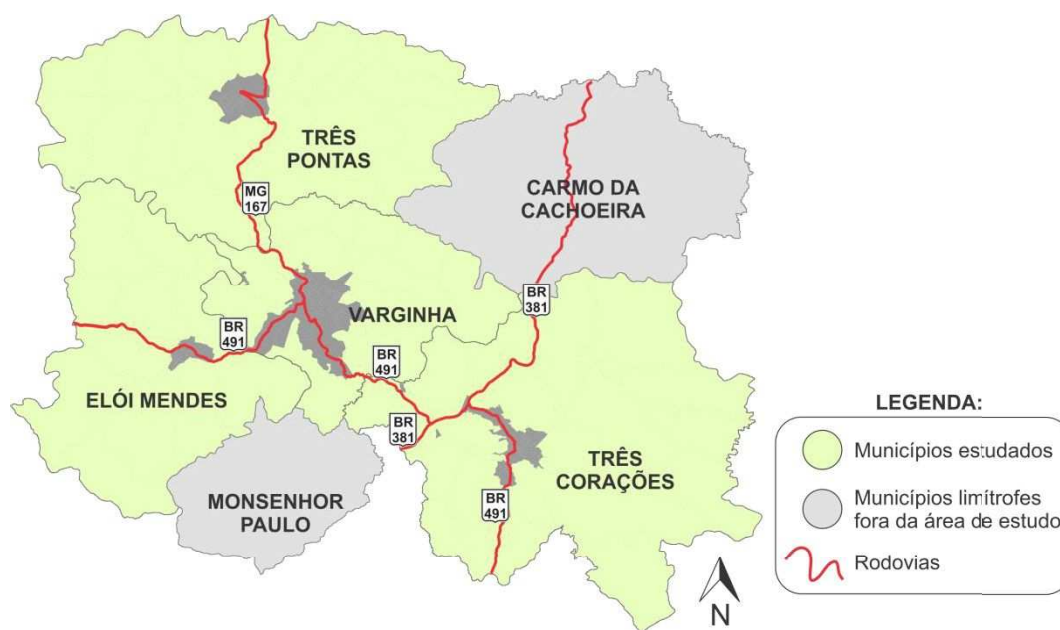 TRÊS
PONTAS
MG
167
CARMO DA
CACHOEIRA
BR
381
VARGINHA
BR
491
BR
491
ELÓI MENDES
BR
381
TRÊS
CORAÇÕES
MONSENHOR
PAULO
BR
491
N
LEGENDA:
Municípios estudados
Municípios limítrofes
fora da área de estudo
Rodovias